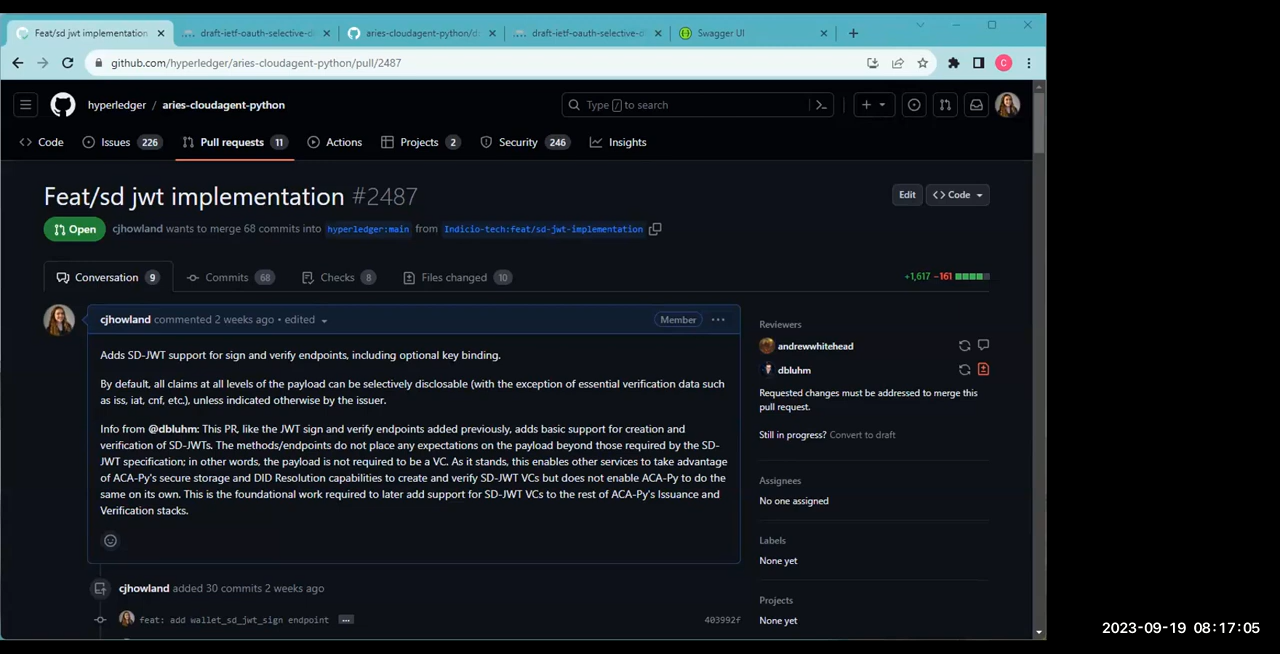 Feat/sd jwt implementation
draft-ietf-oauth-selective-di
aries-cloudagent-python/d
draft-ietf-oauth-selective-di
Swagger UI
github.com/hyperledger/aries-cloudagent-python/pull/2487
C
hyperledger / aries-cloudagent-python
Type / to search
Code
Issues 226
Pull requests 11
Actions
Projects 2
Security 246
Insights
Feat/sd jwt implementation #2487
Edit
<> Code
Open
cjhowland wants to merge 68 commits into hyperledger:main from Indicio-tech:feat/sd-jwt-implementation
Conversation 9
Commits 68
Checks 8
Files changed 10
+1,617 −161
cjhowland commented 2 weeks ago • edited
Member
Adds SD-JWT support for sign and verify endpoints, including optional key binding.
By default, all claims at all levels of the payload can be selectively disclosable (with the exception of essential verification data such
as iss, iat, cnf, etc.), unless indicated otherwise by the issuer.
Info from @dbluhm: This PR, like the JWT sign and verify endpoints added previously, adds basic support for creation and
verification of SD-JWTs. The methods/endpoints do not place any expectations on the payload beyond those required by the SD-
JWT specification; in other words, the payload is not required to be a VC. As it stands, this enables other services to take advantage
of ACA-Py's secure storage and DID Resolution capabilities to create and verify SD-JWT VCs but does not enable ACA-Py to do the
same on its own. This is the foundational work required to later add support for SD-JWT VCs to the rest of ACA-Py's Issuance and
Verification stacks.
cjhowland added 30 commits 2 weeks ago
feat: add wallet_sd_jwt_sign endpoint ...
403992f
Reviewers
andrewwhitehead
dbluhm
Requested changes must be addressed to merge this
pull request.
Still in progress? Convert to draft
Assignees
No one assigned
Labels
None yet
Projects
None yet
2023-09-19 08:17:05